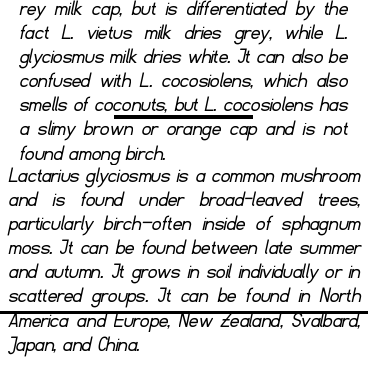 rey milk cap, but is differentiated by the
fact L. vietus milk dries grey, while L.
glyciosmus milk dries white. It can also be
confused with L. cocosiolens, which also
smells of coconuts, but L. cocosiolens has
a slimy brown or orange cap and is not
found among birch.
Lactarius glyciosmus is a common mushroom
and is found under broad-leaved trees,
particularly birch—often inside of sphagnum
moss. It can be found between late summer
and autumn. It grows in soil individually or in
scattered groups. It can be found in North
America and Europe, New Zealand, Svalbard,
Japan, and China.